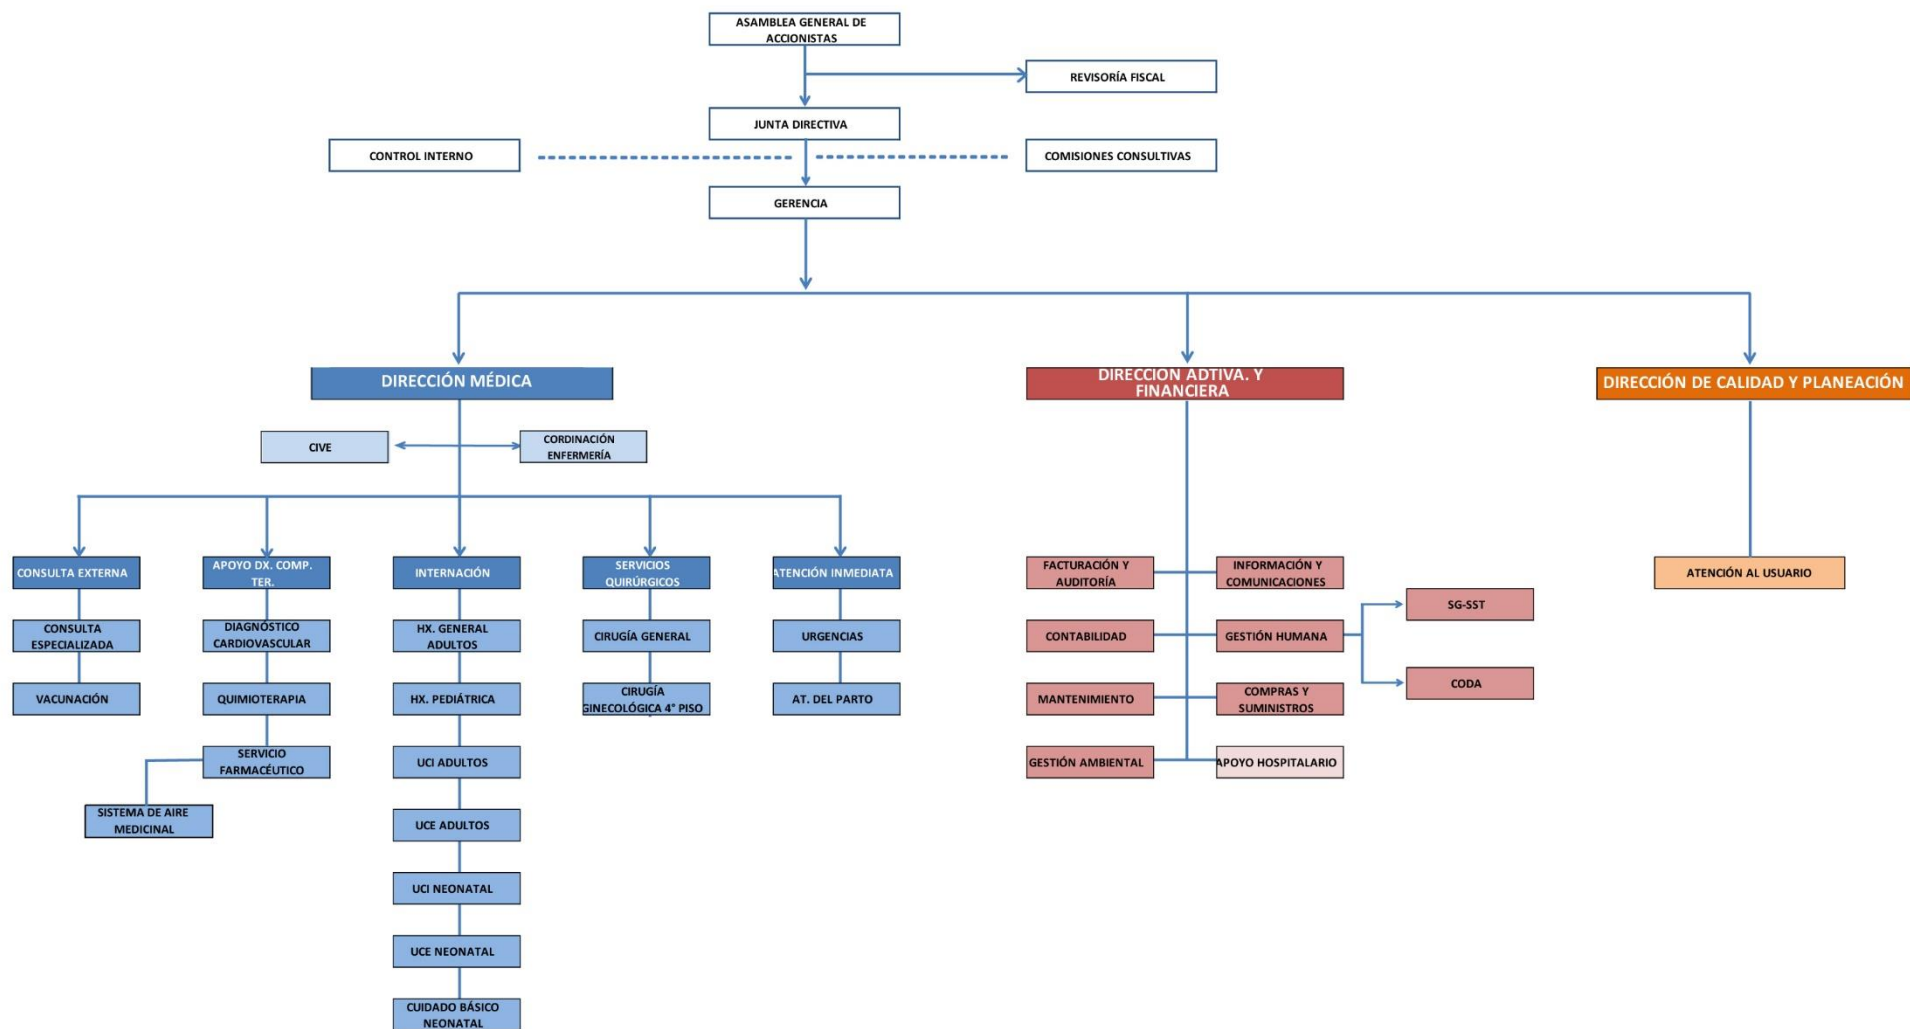 ASAMBLEA GENERAL DE
ACCIONISTAS
REVISORÍA FISCAL
JUNTA DIRECTIVA
CONTROL INTERNO
COMISIONES CONSULTIVAS
GERENCIA
DIRECCIÓN MÉDICA
DIRECCION ADTIVA. Y
FINANCIERA
DIRECCIÓN DE CALIDAD Y PLANEACIÓN
CIVE
CORDINACIÓN
ENFERMERÍA
CONSULTA EXTERNA
APOYO DX. COMP.
TER.
INTERNACIÓN
SERVICIOS
QUIRÚRGICOS
ATENCIÓN INMEDIATA
FACTURACIÓN Y
AUDITORÍA
INFORMACIÓN Y
COMUNICACIONES
ATENCIÓN AL USUARIO
CONSULTA
ESPECIALIZADA
DIAGNÓSTICO
CARDIOVASCULAR
HX. GENERAL
ADULTOS
CIRUGÍA GENERAL
URGENCIAS
CONTABILIDAD
GESTIÓN HUMANA
SG-SST
VACUNACIÓN
QUIMIOTERAPIA
HX. PEDIÁTRICA
CIRUGÍA
GINECOLÓGICA 4° PISO
AT. DEL PARTO
MANTENIMIENTO
COMPRAS Y
SUMINISTROS
CODA
SERVICIO
FARMACÉUTICO
UCI ADULTOS
GESTIÓN AMBIENTAL
APOYO HOSPITALARIO
SISTEMA DE AIRE
MEDICINAL
UCE ADULTOS
UCI NEONATAL
UCE NEONATAL
CUIDADO BÁSICO
NEONATAL